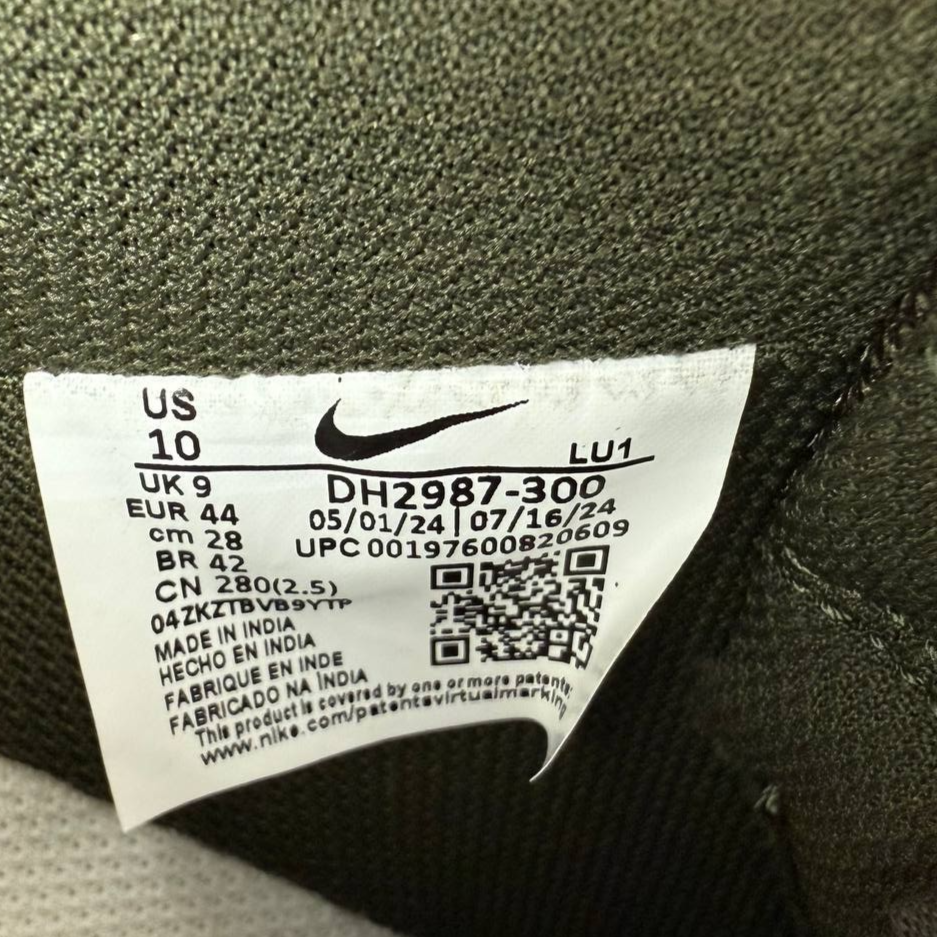 US
10
LU1
UK 9
DH2987-300
EUR 44
05/01/24 | 07/16/24
cm 28
UPC 00197600820609
BR 42
CN 280(2.5)
04ZKZTBVB9YTP
MADE IN INDIA
HECHO EN INDIA
FABRIQUE EN INDE
FABRICADO NA INDIA
This product is covered by one or more patents:
www.nike.com/patentsvirtualmarking